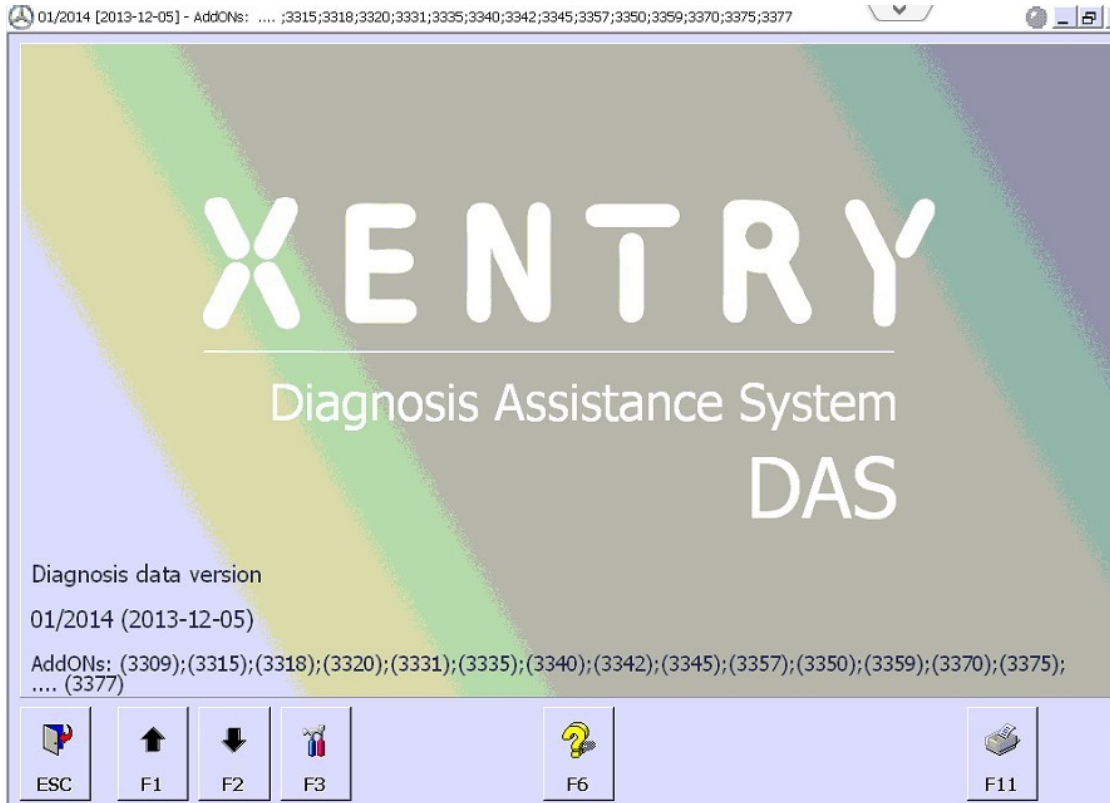 01/2014 [2013-12-05] - AddONs: .... ;3315;3318;3320;3331;3335;3340;3342;3345;3357;3350;3359;3370;3375;3377
XENTRY
Diagnosis Assistance System
DAS
Diagnosis data version
01/2014 (2013-12-05)
AddONs: (3309);(3315);(3318);(3320);(3331);(3335);(3340);(3342);(3345);(3357);(3350);(3359);(3370);(3375);
.... (3377)
ESC F1 F2 F3 F6 F11